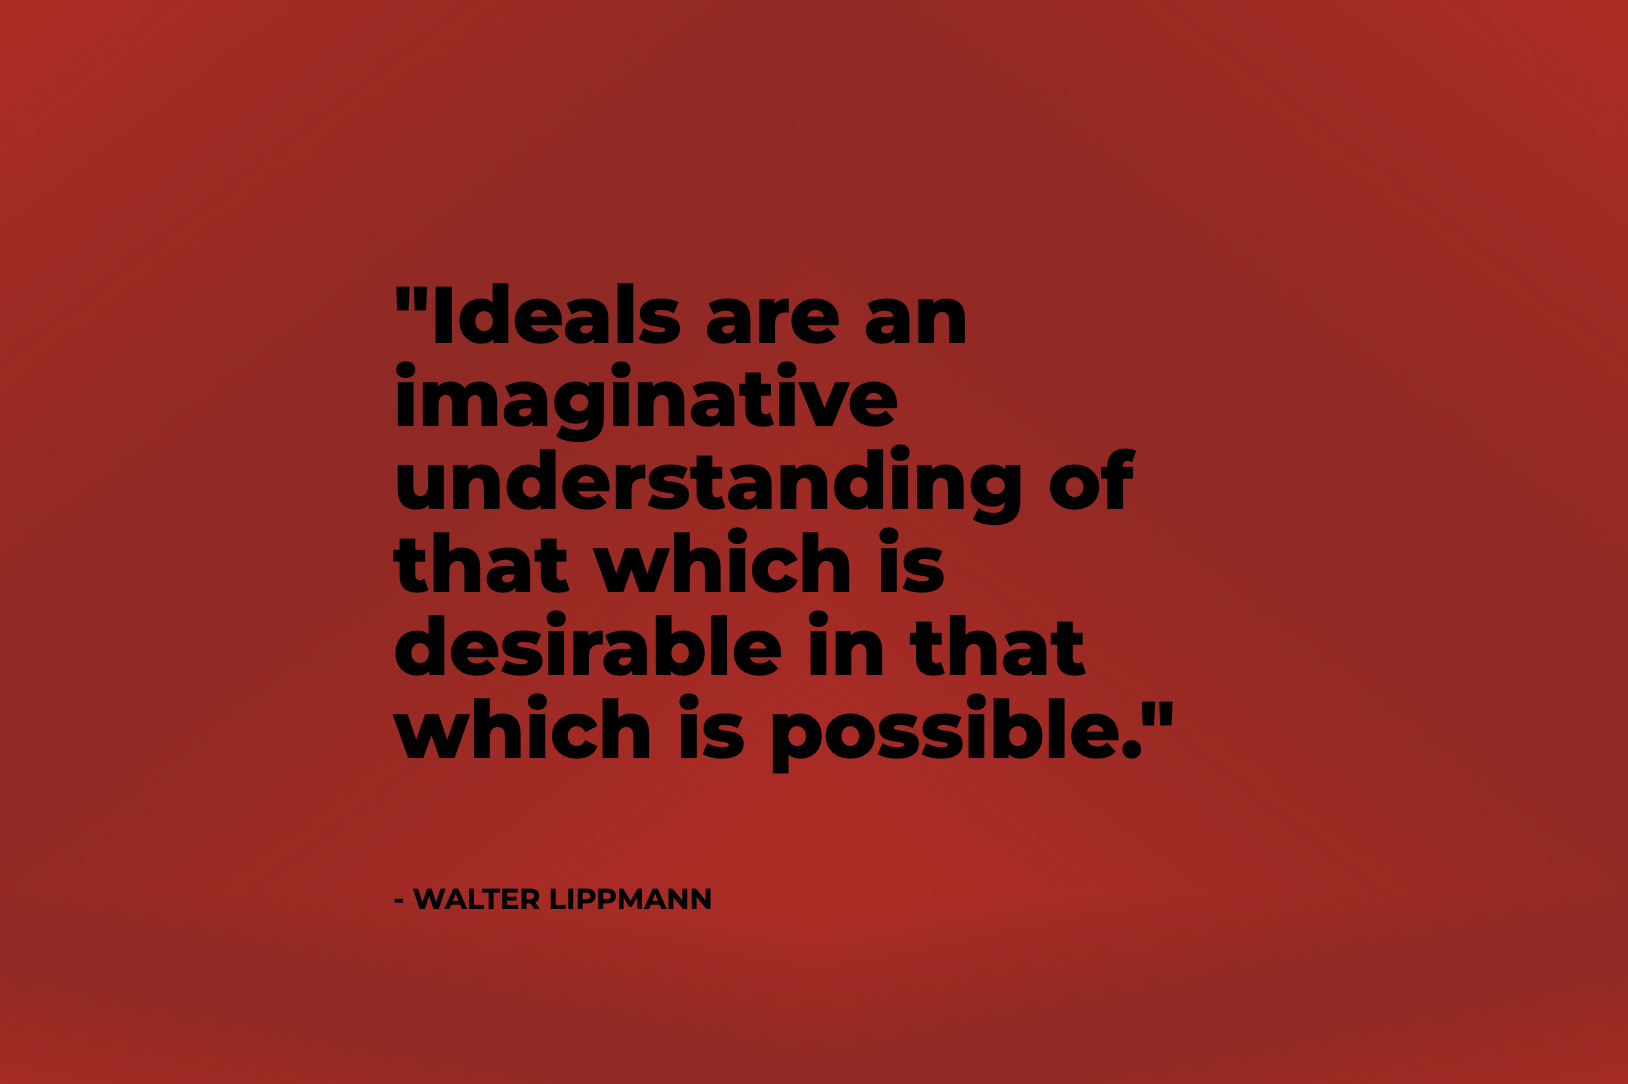 "Ideals are an
imaginative
understanding of
that which is
desirable in that
which is possible."
- WALTER LIPPMANN